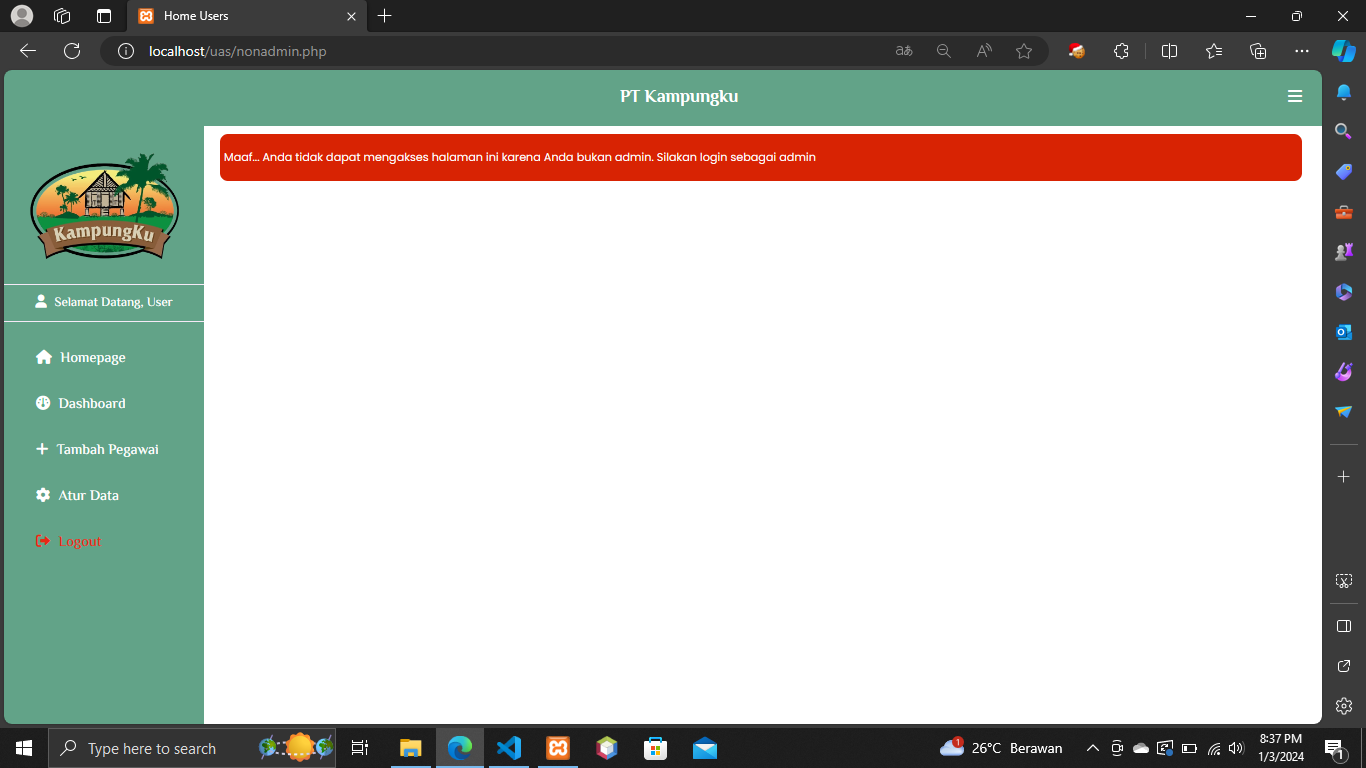 Home Users
localhost/uas/nonadmin.php
PT Kampungku
KampungKu
Maaf... Anda tidak dapat mengakses halaman ini karena Anda bukan admin. Silakan login sebagai admin
Selamat Datang, User
Homepage
Dashboard
Tambah Pegawai
Atur Data
Logout
Type here to search
1
26°C Berawan
8:37 PM
1/3/2024
1